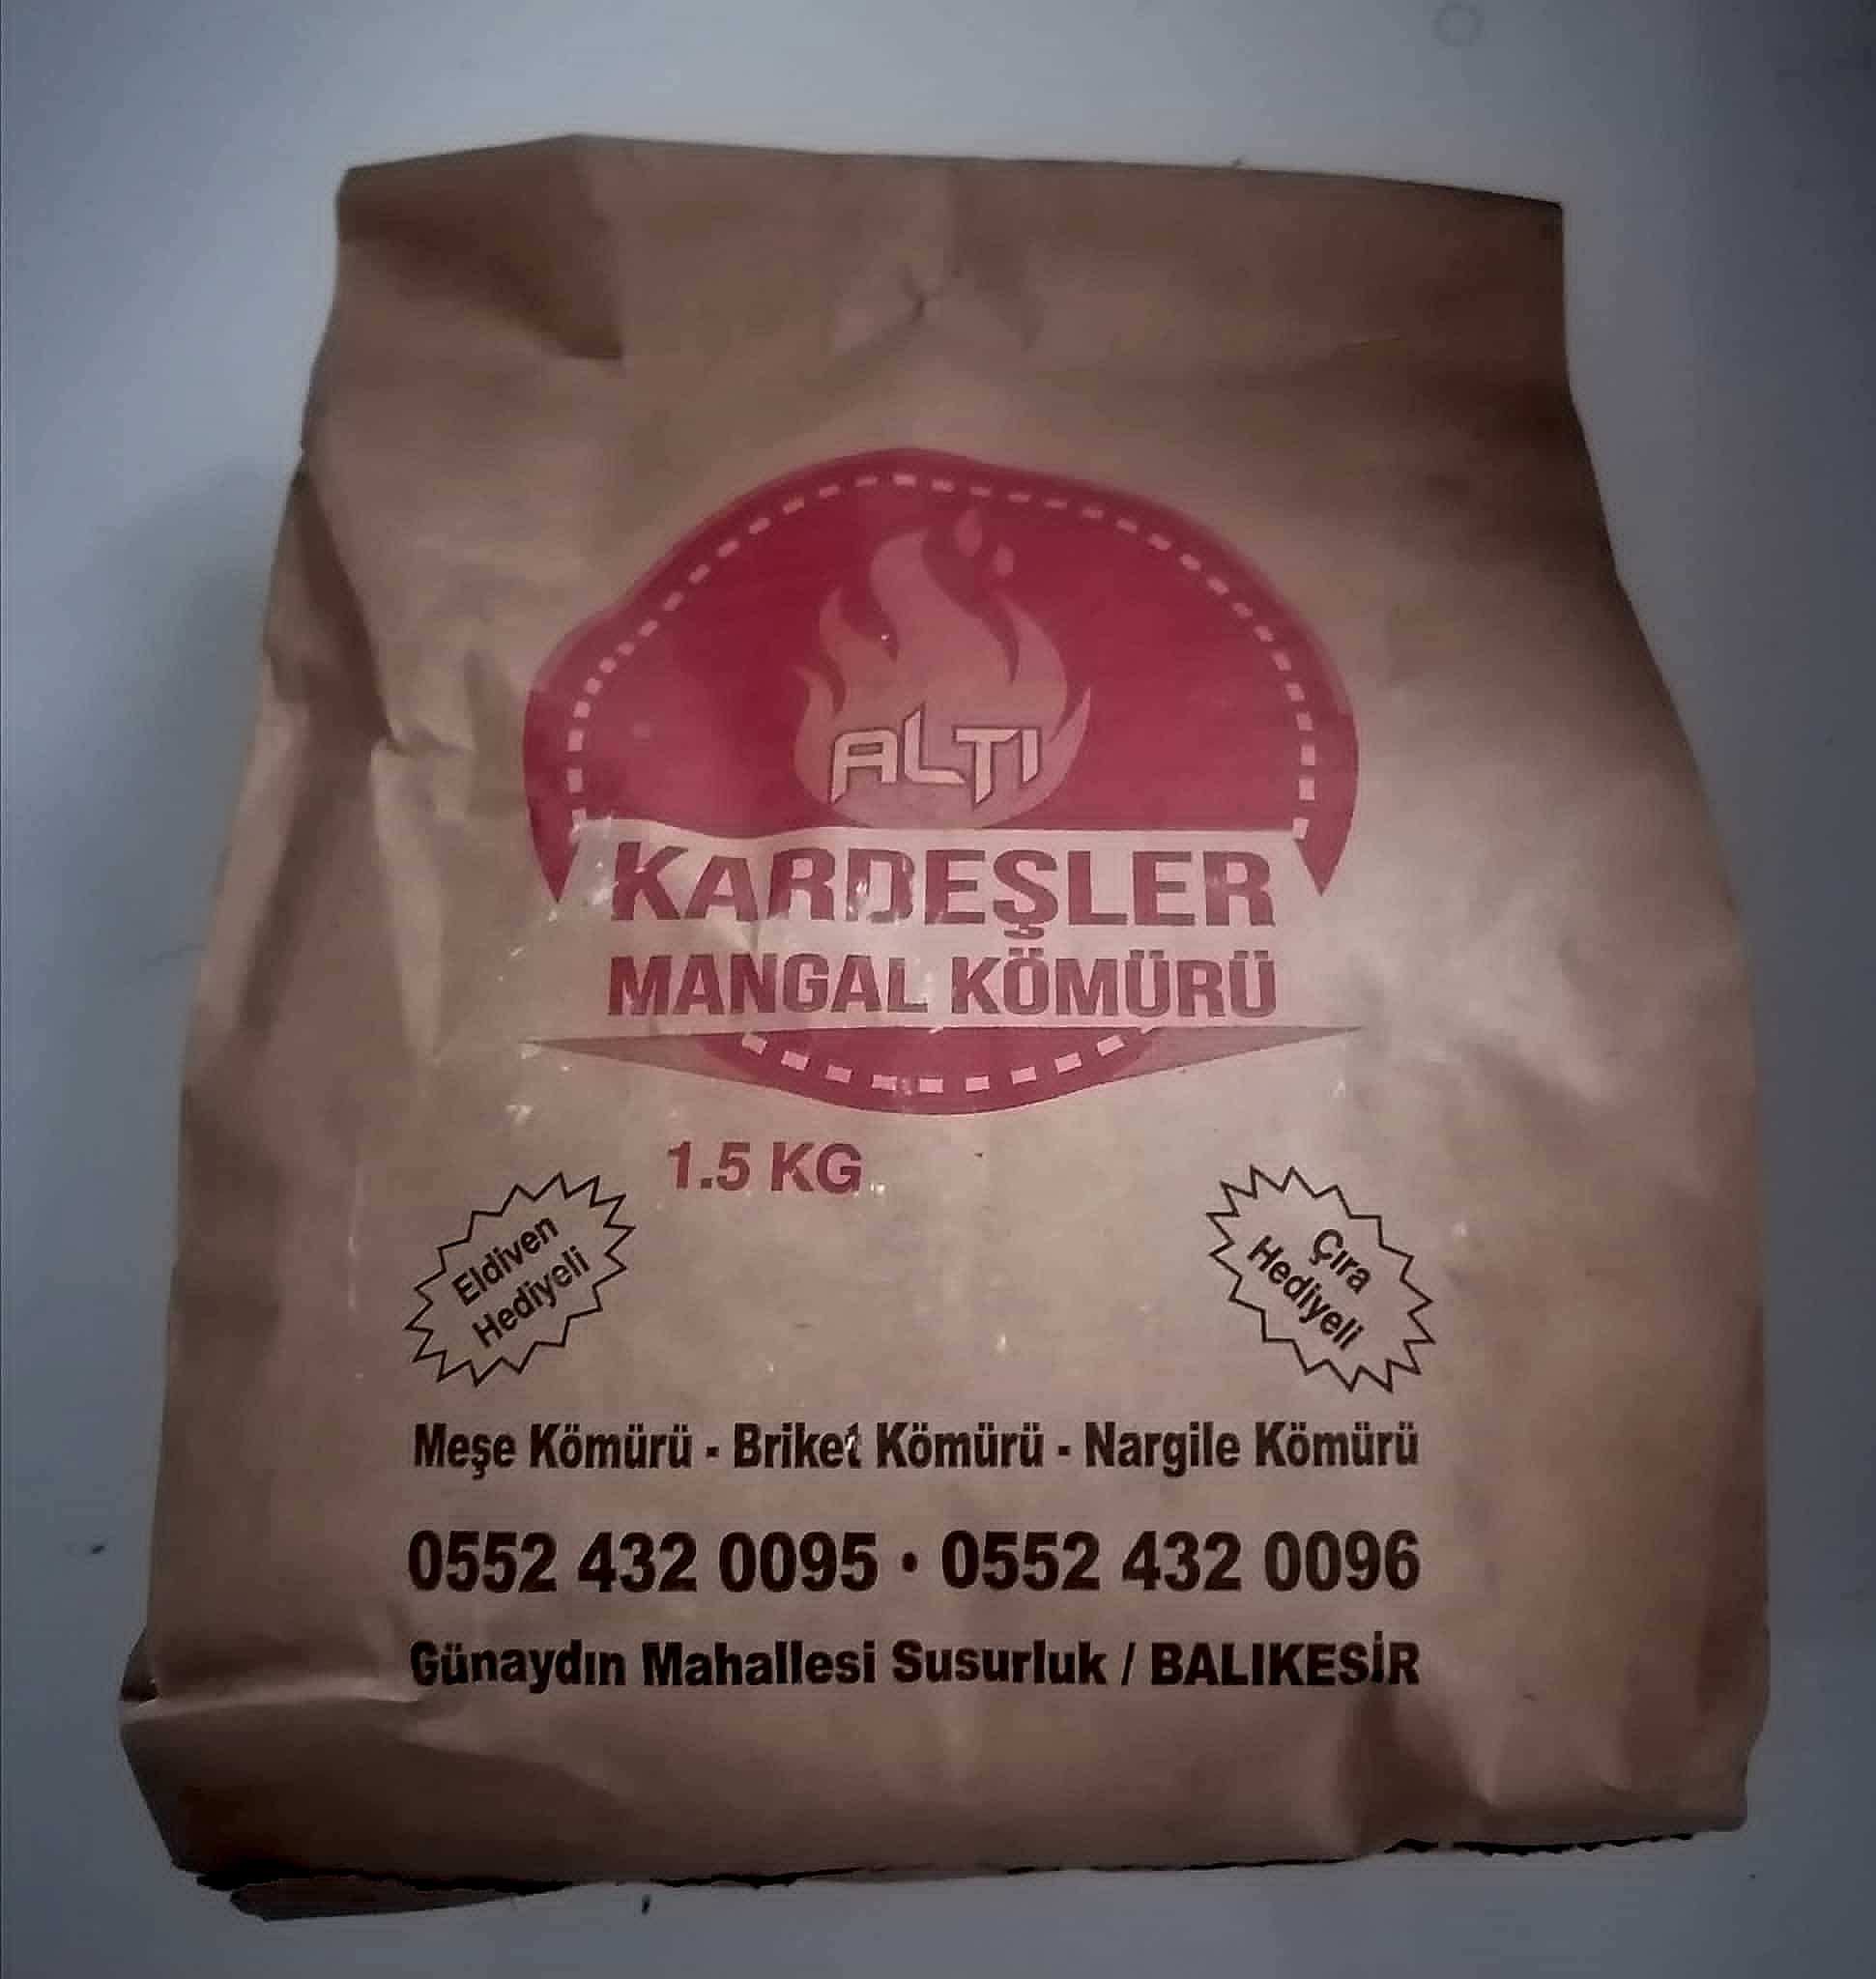 ALTI
KARDEŞLER
MANGAL KÖMÜRÜ
1.5 KG
Eldiven
Hediyeli
Çıra
Hediyeli
Meşe Kömürü - Briket Kömürü - Nargile Kömürü
0552 432 0095 • 0552 432 0096
Günaydın Mahallesi Susurluk / BALIKESİR